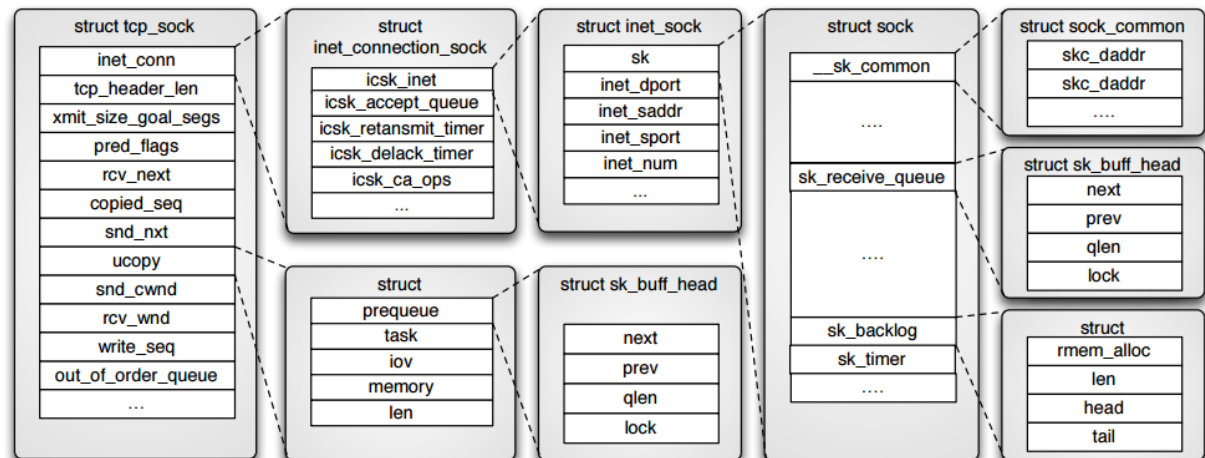 struct tcp_sock
inet_conn
tcp_header_len
xmit_size_goal_segs
pred_flags
rcv_next
copied_seq
snd_nxt
ucopy
snd_cwnd
rcv_wnd
write_seq
out_of_order_queue
...
struct
inet_connection_sock
icsk_inet
icsk_accept_queue
icsk_retansmit_timer
icsk_delack_timer
icsk_ca_ops
...
struct inet_sock
sk
inet_dport
inet_saddr
inet_sport
inet_num
...
struct
prequeue
task
iov
memory
len
struct sk_buff_head
next
prev
qlen
lock
struct sock
__sk_common
....
sk_receive_queue
....
sk_backlog
sk_timer
....
struct sock_common
skc_daddr
skc_daddr
....
struct sk_buff_head
next
prev
qlen
lock
struct
rmem_alloc
len
head
tail